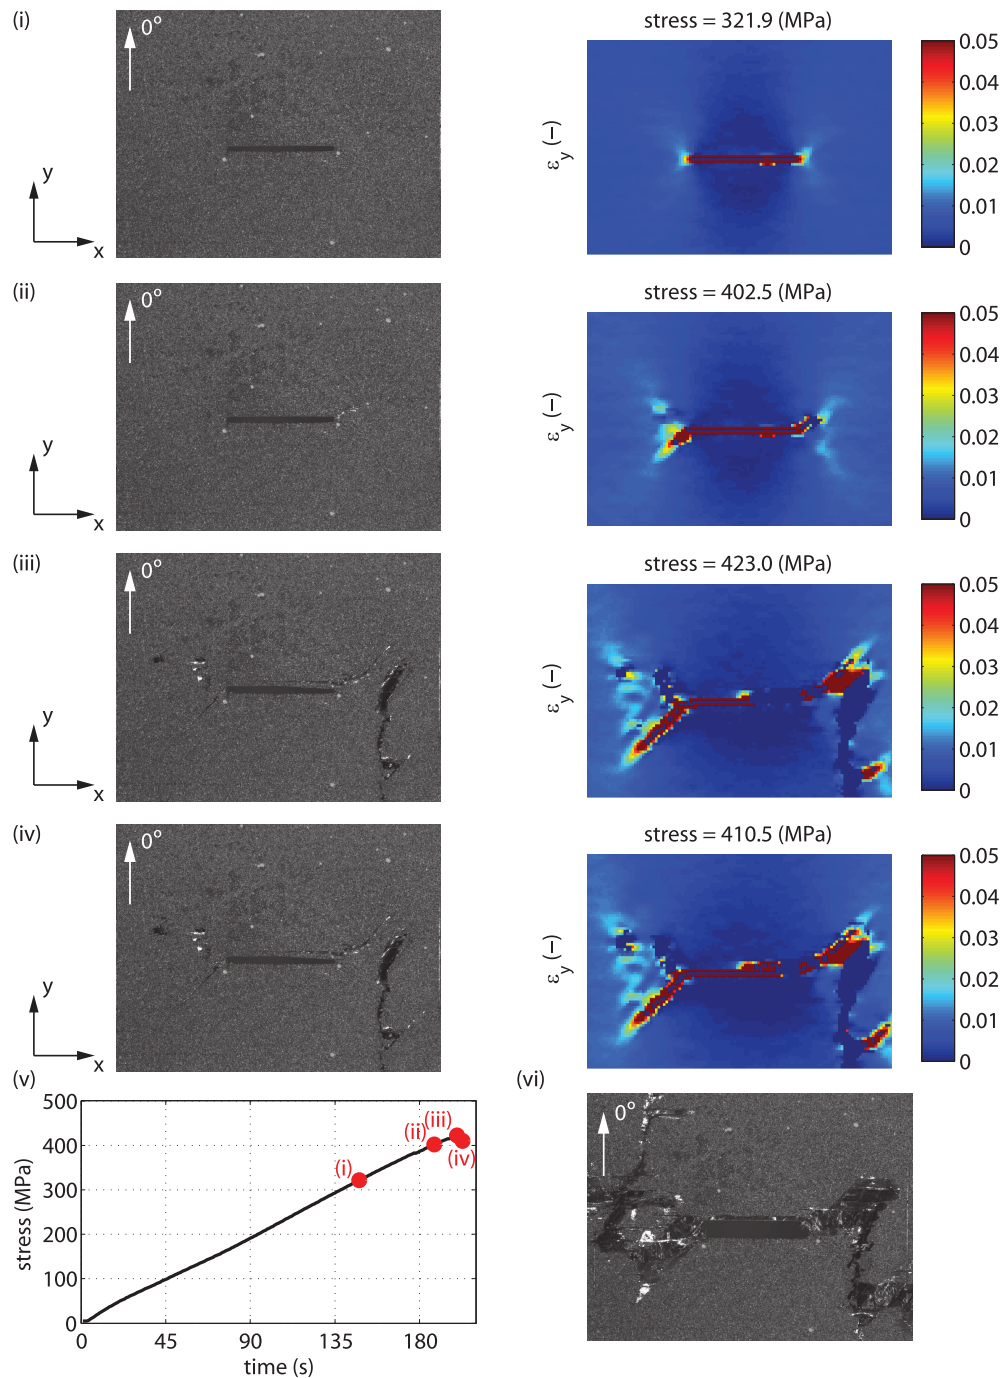 (i)
0°
y
x
stress = 321.9 (MPa)
ε_y (−)
0.05
0.04
0.03
0.02
0.01
0
(ii)
0°
y
x
stress = 402.5 (MPa)
ε_y (−)
0.05
0.04
0.03
0.02
0.01
0
(iii)
0°
y
x
stress = 423.0 (MPa)
ε_y (−)
0.05
0.04
0.03
0.02
0.01
0
(iv)
0°
y
x
stress = 410.5 (MPa)
ε_y (−)
0.05
0.04
0.03
0.02
0.01
0
(v)
500
400
300
200
100
0
stress (MPa)
(i)
(ii)
(iii)
(iv)
0
45
90
135
180
time (s)
(vi)
0°